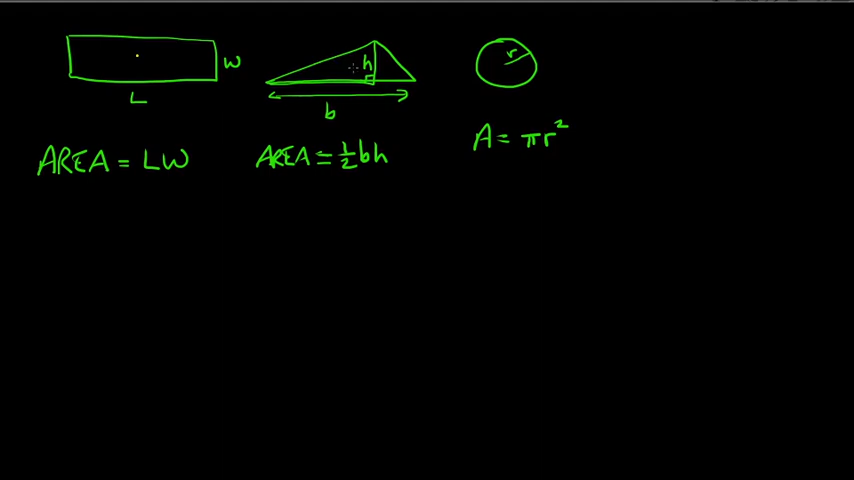 W
L
AREA = LW
h
b
AREA = ½bh
r
A = πr²